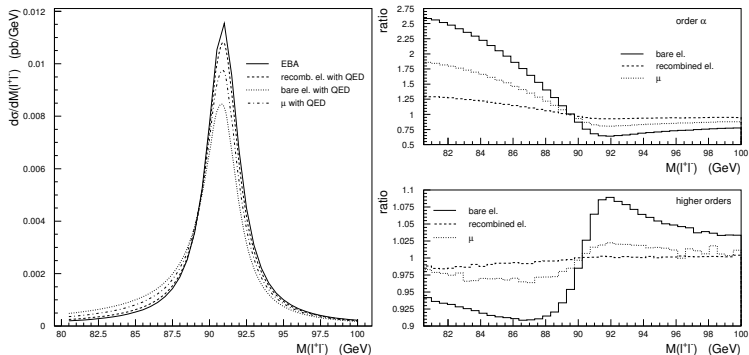 dσ/dM(l⁺l⁻) (pb/GeV)
0.012
0.01
0.008
0.006
0.004
0.002
0
EBA
recomb. el. with QED
bare el. with QED
μ with QED
80 82.5 85 87.5 90 92.5 95 97.5 100
M(l⁺l⁻) (GeV)
ratio
2.75
2.5
2.25
2
1.75
1.5
1.25
1
0.75
0.5
order α
bare el.
recombined el.
μ
82 84 86 88 90 92 94 96 98 100
M(l⁺l⁻) (GeV)
ratio
1.1
1.075
1.05
1.025
1
0.975
0.95
0.925
0.9
higher orders
bare el.
recombined el.
μ
82 84 86 88 90 92 94 96 98 100
M(l⁺l⁻) (GeV)